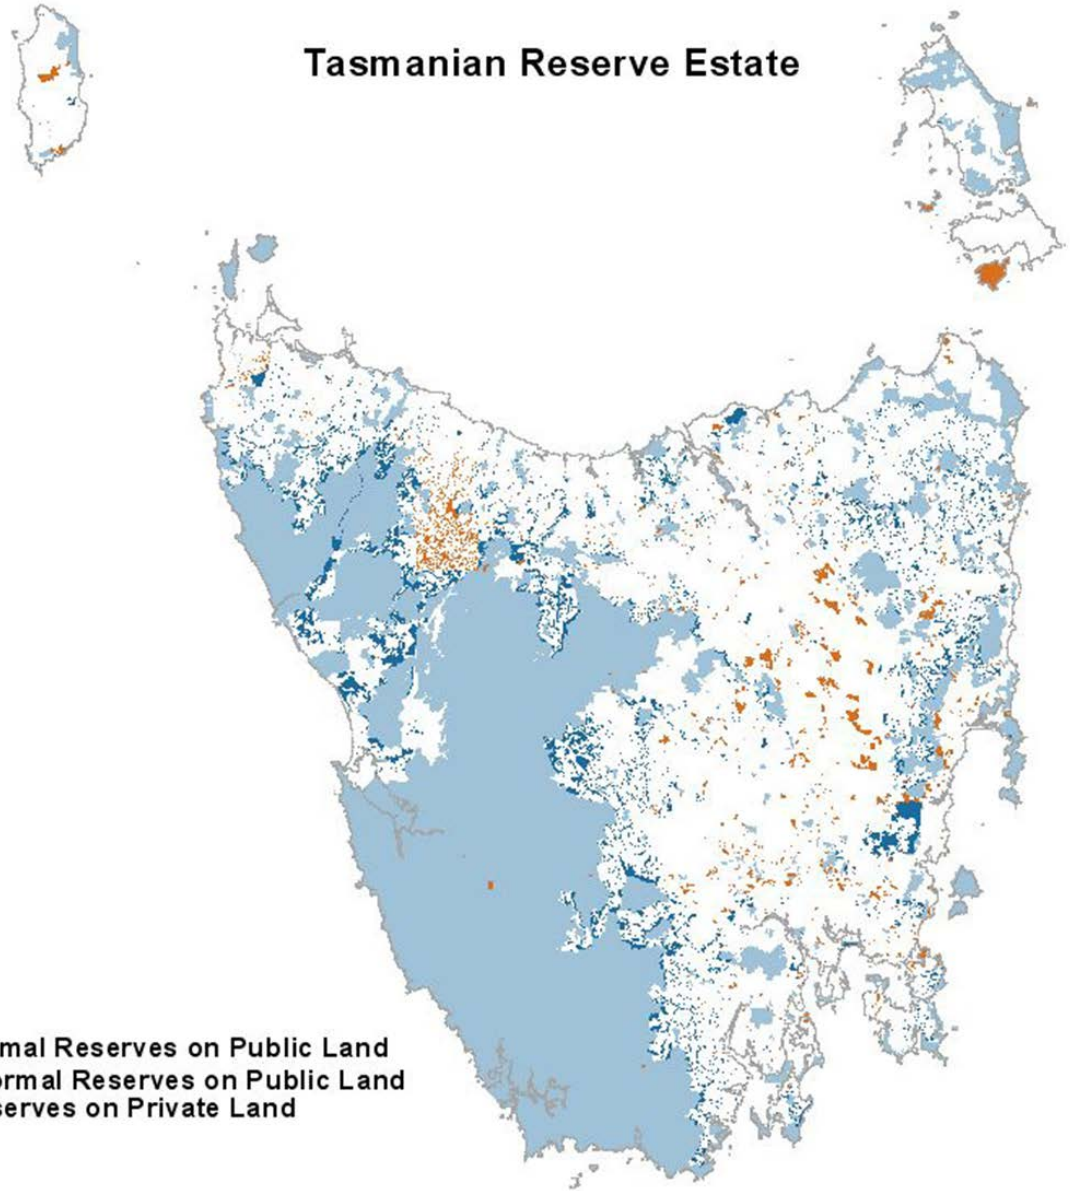 Tasmanian Reserve Estate
mal Reserves on Public Land
ormal Reserves on Public Land
serves on Private Land